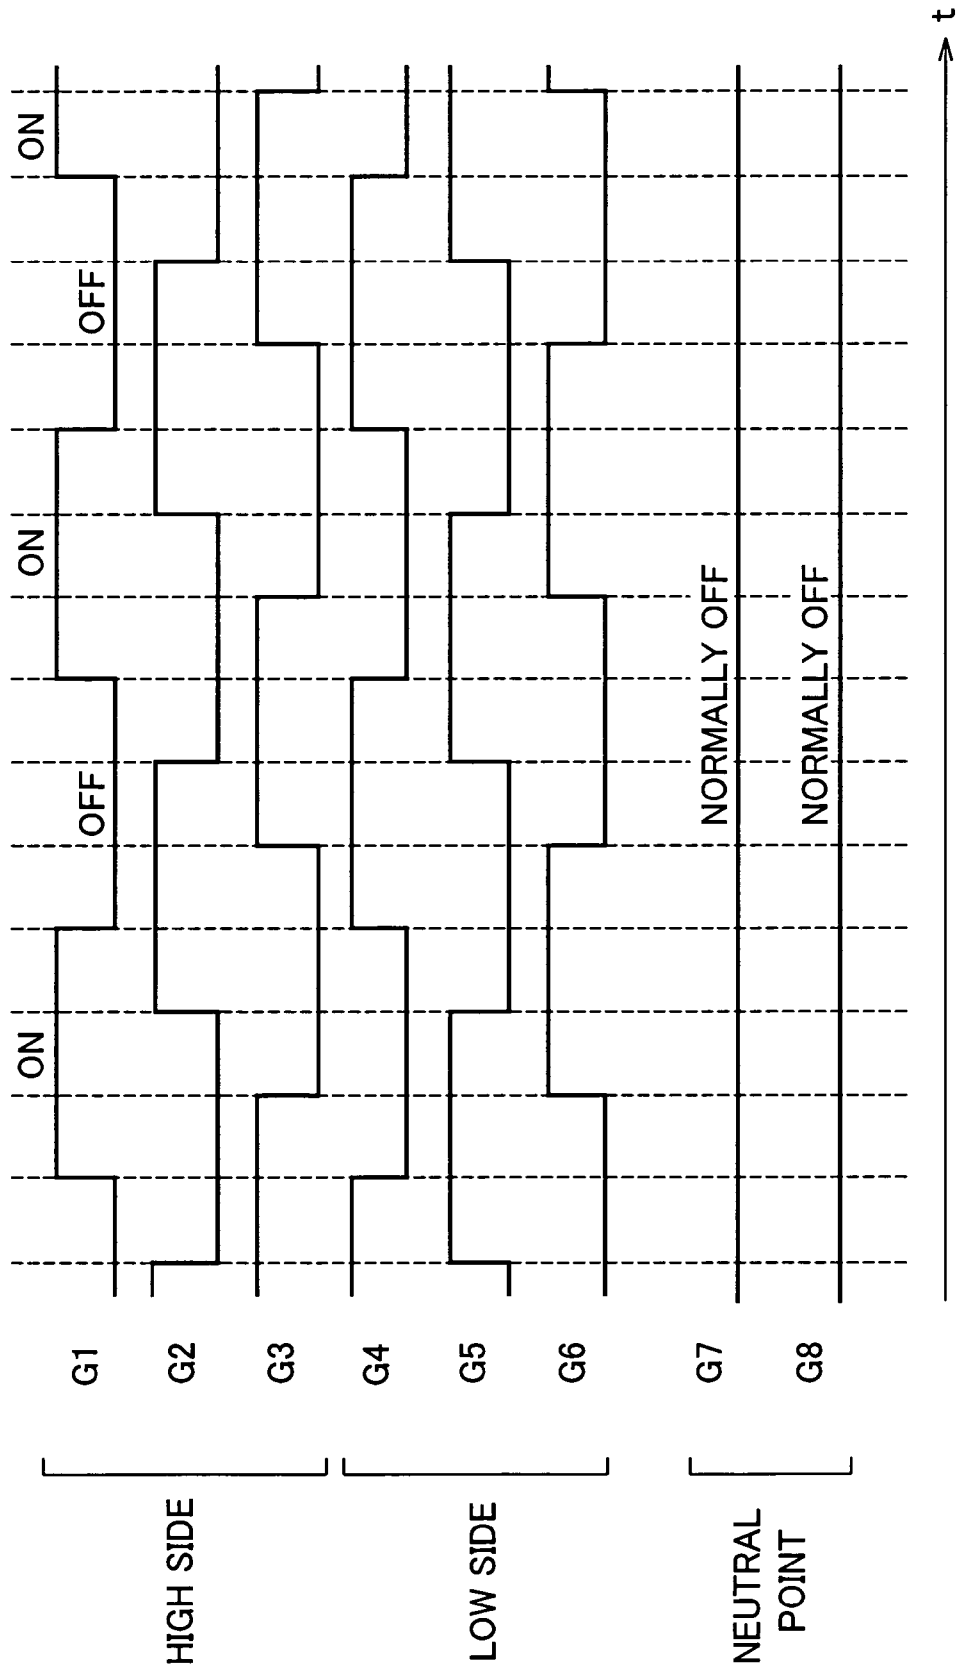 HIGH SIDE
G1
ON
OFF
ON
OFF
ON
G2
G3
LOW SIDE
G4
G5
G6
NEUTRAL
POINT
G7
NORMALLY OFF
G8
NORMALLY OFF
t